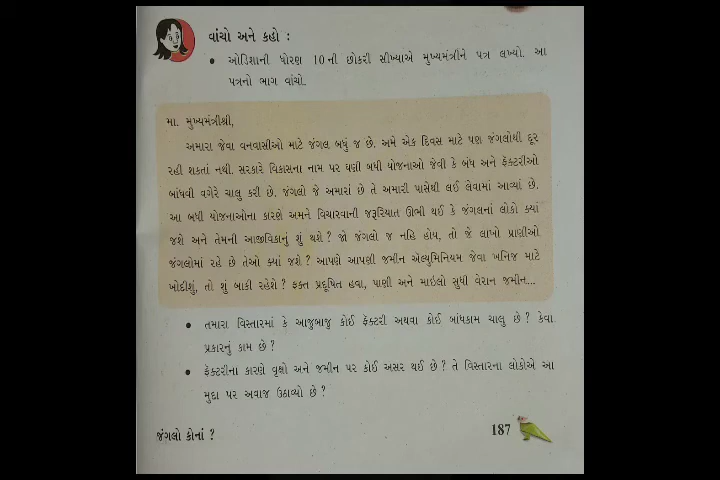 વાંચો અને કહો :
• ઓરિશાની ધોરણ 10 ની છોકરી સીખ્યાએ મુખ્યમંત્રીને પત્ર લખ્યો. આ
પત્રનો ભાગ વાંચો.
મા. મુખ્યમંત્રીશ્રી,
અમારા જેવા વનવાસીઓ માટે જંગલ બધું જ છે. અમે એક દિવસ માટે પણ જંગલોથી દૂર
રહી શકતાં નથી. સરકારે વિકાસના નામ પર ઘણી બધી યોજનાઓ જેવી કે બંધ અને ફૅક્ટરીઓ
બાંધવી વગેરે ચાલુ કરી છે. જંગલો જે અમારાં છે તે અમારી પાસેથી લઈ લેવામાં આવ્યાં છે.
આ બધી યોજનાઓના કારણે અમને વિચારવાની જરૂરિયાત ઊભી થઈ કે જંગલનાં લોકો ક્યાં
જશે અને તેમની આજીવિકાનું શું થશે ? જો જંગલો જ નહિ હોય, તો જે લાખો પ્રાણીઓ
જંગલોમાં રહે છે તેઓ ક્યાં જશે ? આપણે આપણી જમીન ઍલ્યુમિનિયમ જેવા ખનિજ માટે
ખોદીશું, તો શું બાકી રહેશે ? ફક્ત પ્રદૂષિત હવા, પાણી અને માઈલો સુધી વેરાન જમીન...
• તમારા વિસ્તારમાં કે આજુબાજુ કોઈ ફૅક્ટરી અથવા કોઈ બાંધકામ ચાલુ છે ? કેવા
પ્રકારનું કામ છે ?
• ફૅક્ટરીના કારણે વૃક્ષો અને જમીન પર કોઈ અસર થઈ છે ? તે વિસ્તારના લોકોએ આ
મુદ્દા પર અવાજ ઉઠાવ્યો છે ?
જંગલો કોનાં ?
187